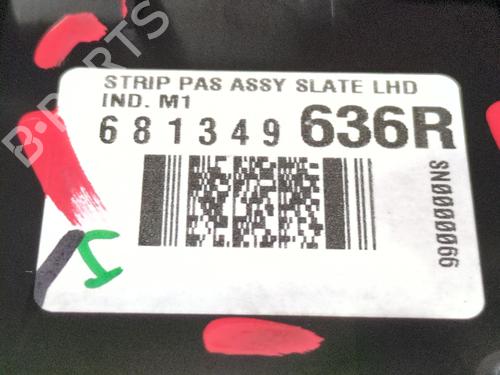 STRIP PAS ASSY SLATE LHD
IND. M1
681349 636R
SN0000066
B-PARTS